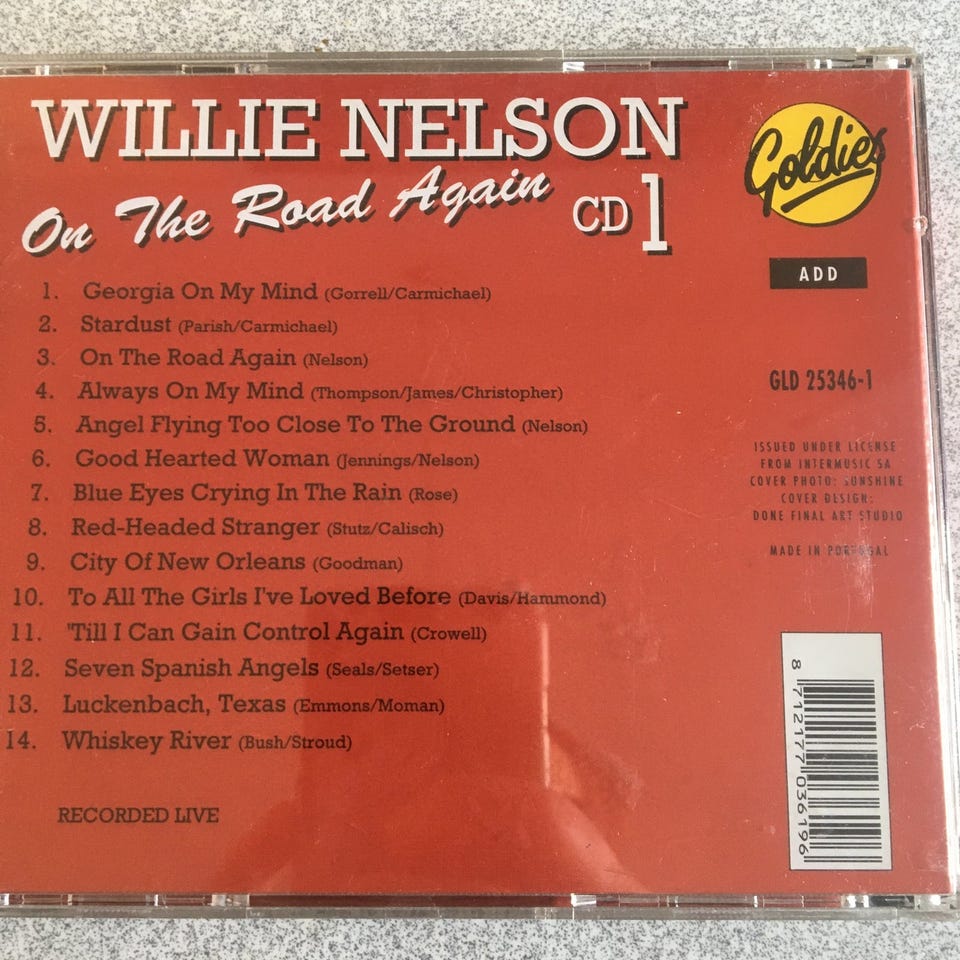 WILLIE NELSON
On The Road Again
CD 1
1. Georgia On My Mind (Gorrell/Carmichael)
2. Stardust (Parish/Carmichael)
3. On The Road Again (Nelson)
4. Always On My Mind (Thompson/James/Christopher)
5. Angel Flying Too Close To The Ground (Nelson)
6. Good Hearted Woman (Jennings/Nelson)
7. Blue Eyes Crying In The Rain (Rose)
8. Red-Headed Stranger (Stutz/Calisch)
9. City Of New Orleans (Goodman)
10. To All The Girls I've Loved Before (Davis/Hammond)
11. 'Till I Can Gain Control Again (Crowell)
12. Seven Spanish Angels (Seals/Setser)
13. Luckenbach, Texas (Emmons/Moman)
14. Whiskey River (Bush/Stroud)
RECORDED LIVE
Goldies
ADD
GLD 25346-1
ISSUED UNDER LICENSE
FROM INTERMUSIC SA
COVER PHOTO: SUNSHINE
COVER DESIGN:
DONE FINAL ART STUDIO
MADE IN PORTUGAL
8 712177 036196